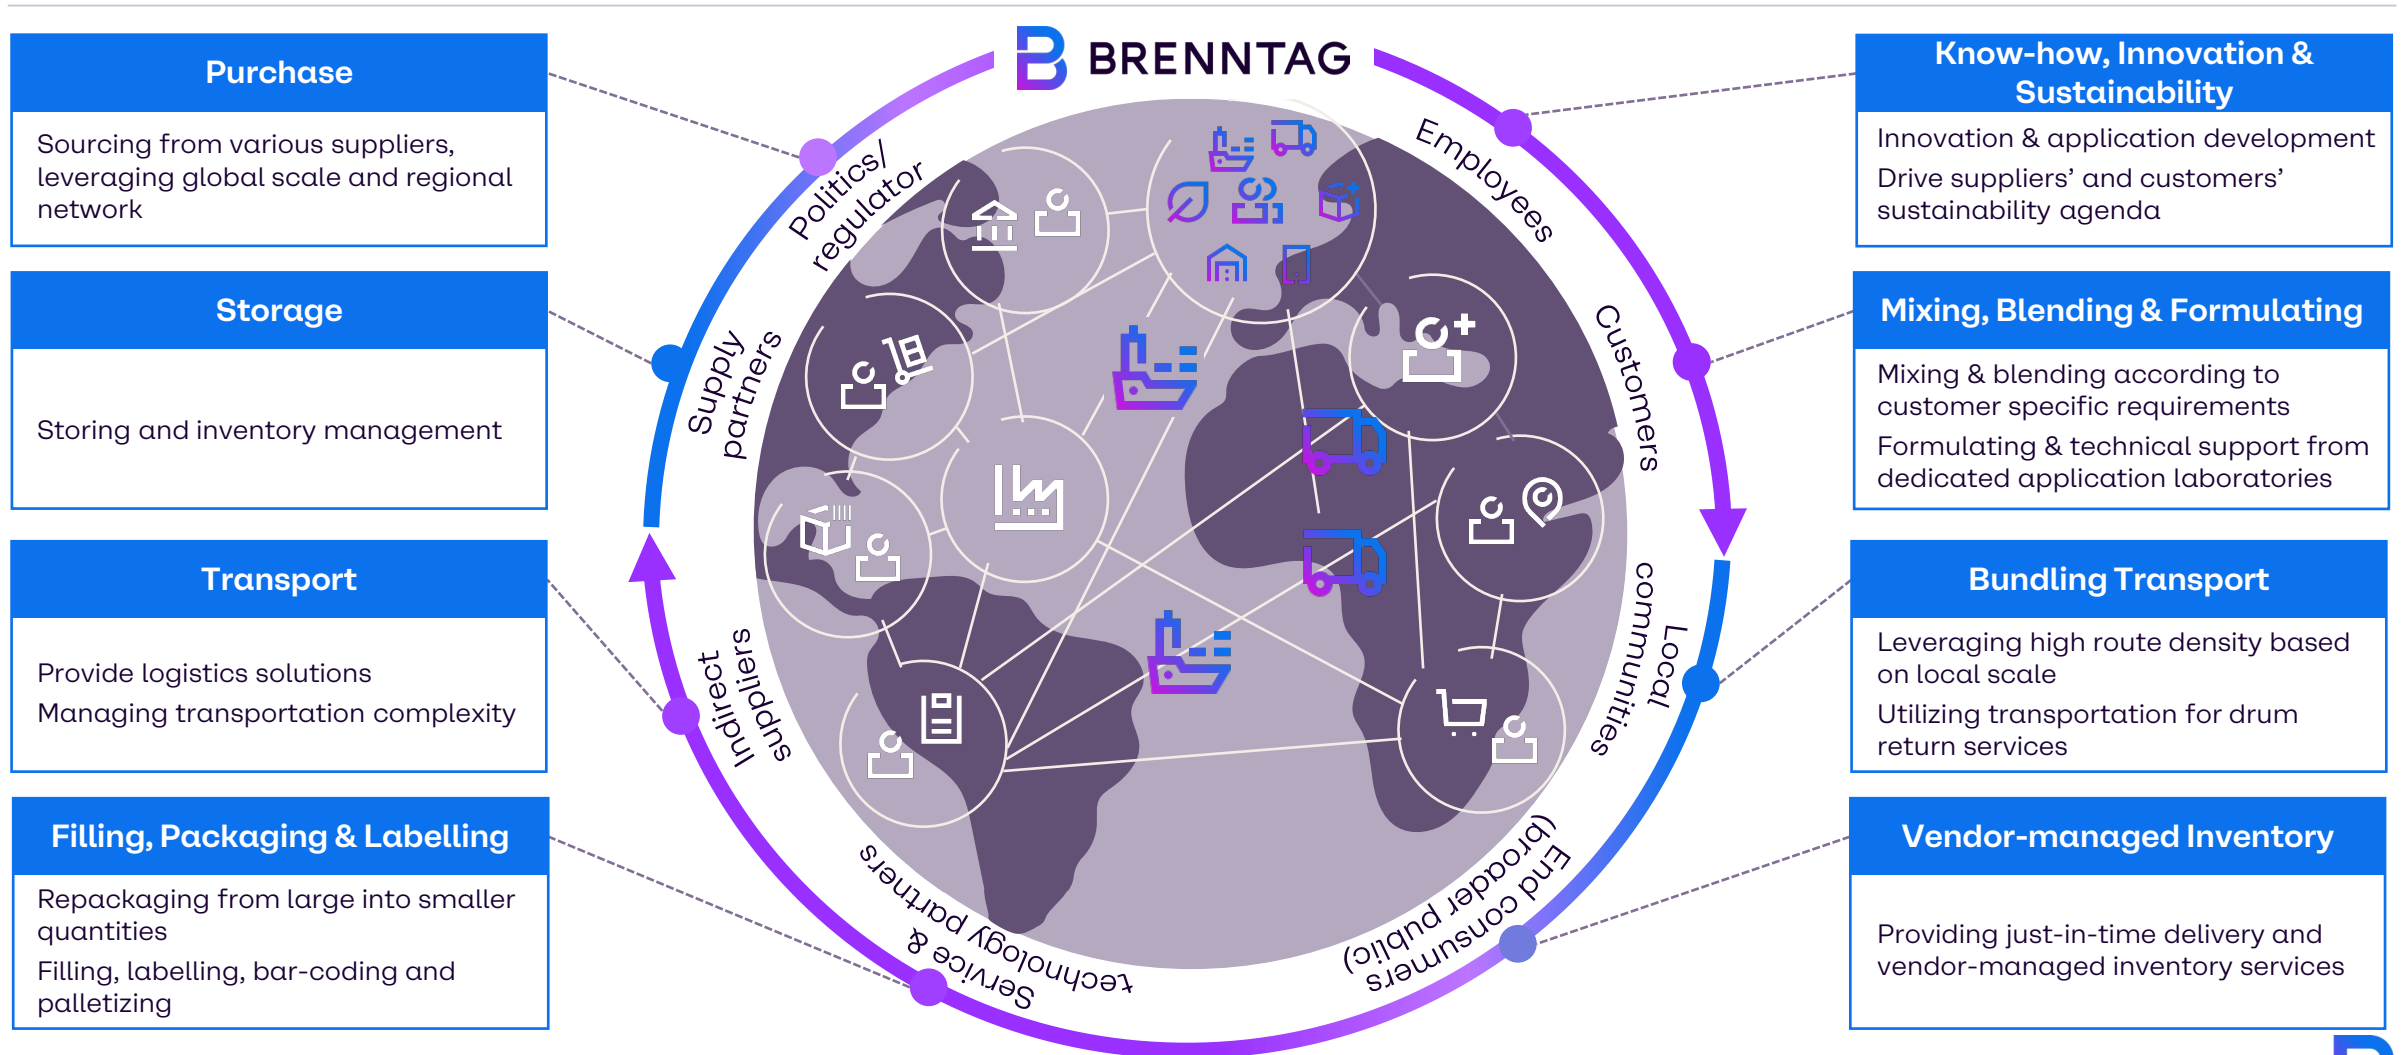 BRENNTAG
Purchase
Sourcing from various suppliers,
leveraging global scale and regional
network
Storage
Storing and inventory management
Transport
Provide logistics solutions
Managing transportation complexity
Filling, Packaging & Labelling
Repackaging from large into smaller
quantities
Filling, labelling, bar-coding and
palletizing
Politics/
regulator
Supply
partners
Indirect
suppliers
Service &
technology partners
Employees
Customers
Local
communities
End consumers
(broader public)
Know-how, Innovation &
Sustainability
Innovation & application development
Drive suppliers’ and customers’
sustainability agenda
Mixing, Blending & Formulating
Mixing & blending according to
customer specific requirements
Formulating & technical support from
dedicated application laboratories
Bundling Transport
Leveraging high route density based
on local scale
Utilizing transportation for drum
return services
Vendor-managed Inventory
Providing just-in-time delivery and
vendor-managed inventory services